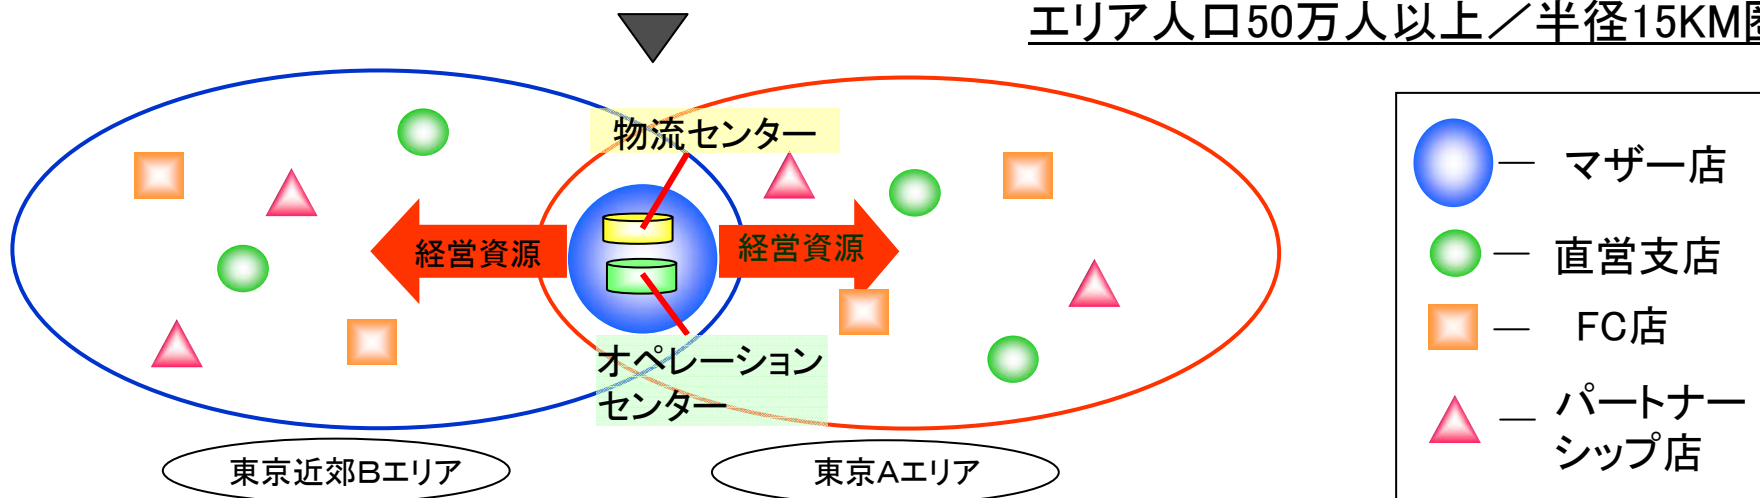 エリア人口50万人以上／半径15KM圏
物流センター
経営資源
経営資源
オペレーション
センター
東京近郊Bエリア
東京Aエリア
マザー店
直営支店
FC店
パートナー
シップ店